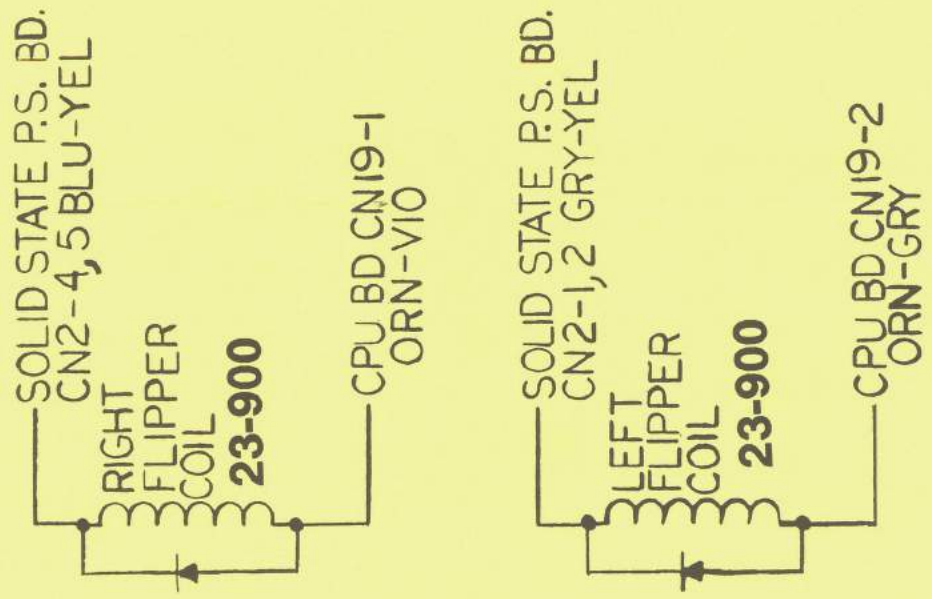 SOLID STATE P.S. BD.
CN2-4,5 BLU-YEL
RIGHT
FLIPPER
COIL
23-900
CPU BD CN19-1
ORN-VIO
SOLID STATE P.S. BD.
CN2-1,2 GRY-YEL
LEFT
FLIPPER
COIL
23-900
CPU BD CN19-2
ORN-GRY